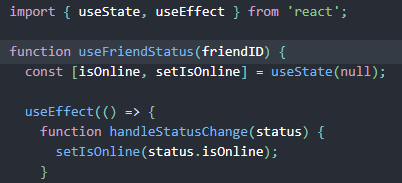 import { useState, useEffect } from 'react';
function useFriendStatus(friendID) {
const [isOnline, setIsOnline] = useState(null);
useEffect(() => {
function handleStatusChange(status) {
setIsOnline(status.isOnline);
}